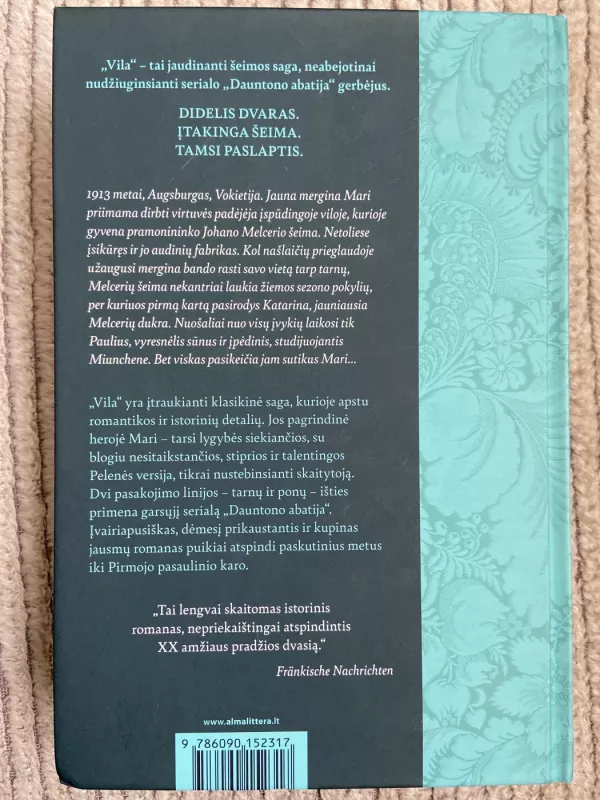 „Vila“ – tai jaudinanti šeimos saga, neabejotinai
nudžiuginsianti serialo „Dauntono abatija“ gerbėjus.
DIDELIS DVARAS.
ĮTAKINGA ŠEIMA.
TAMSI PASLAPTIS.
1913 metai, Augsburgas, Vokietija. Jauna mergina Mari
priimama dirbti virtuvės padėjėja įspūdingoje viloje, kurioje
gyvena pramonininko Johano Melcerio šeima. Netoliese
įsikūręs ir jo audinių fabrikas. Kol našlaičių prieglaudoje
užaugusi mergina bando rasti savo vietą tarp tarnų,
Melcerių šeima nekantriai laukia žiemos sezono pokylių,
per kuriuos pirmą kartą pasirodys Katarina, jauniausia
Melcerių dukra. Nuošaliai nuo visų įvykių laikosi tik
Paulius, vyresnėlis sūnus ir įpėdinis, studijuojantis
Miunchene. Bet viskas pasikeičia jam sutikus Mari...
„Vila“ yra įtraukianti klasikinė saga, kurioje apstu
romantikos ir istorinių detalių. Jos pagrindinė
herojė Mari – tarsi lygybės siekiančios, su
blogiu nesitaikstančios, stiprios ir talentingos
Pelenės versija, tikrai nustebinsianti skaitytoją.
Dvi pasakojimo linijos – tarnų ir ponų – išties
primena garsųjį serialą „Dauntono abatija“.
Įvairiapusiškas, dėmesį prikaustantis ir kupinas
jausmų romanas puikiai atspindi paskutinius metus
iki Pirmojo pasaulinio karo.
„Tai lengvai skaitomas istorinis
romanas, nepriekaištingai atspindintis
XX amžiaus pradžios dvasią.“
Fränkische Nachrichten
www.almalittera.lt
9 786090 152317